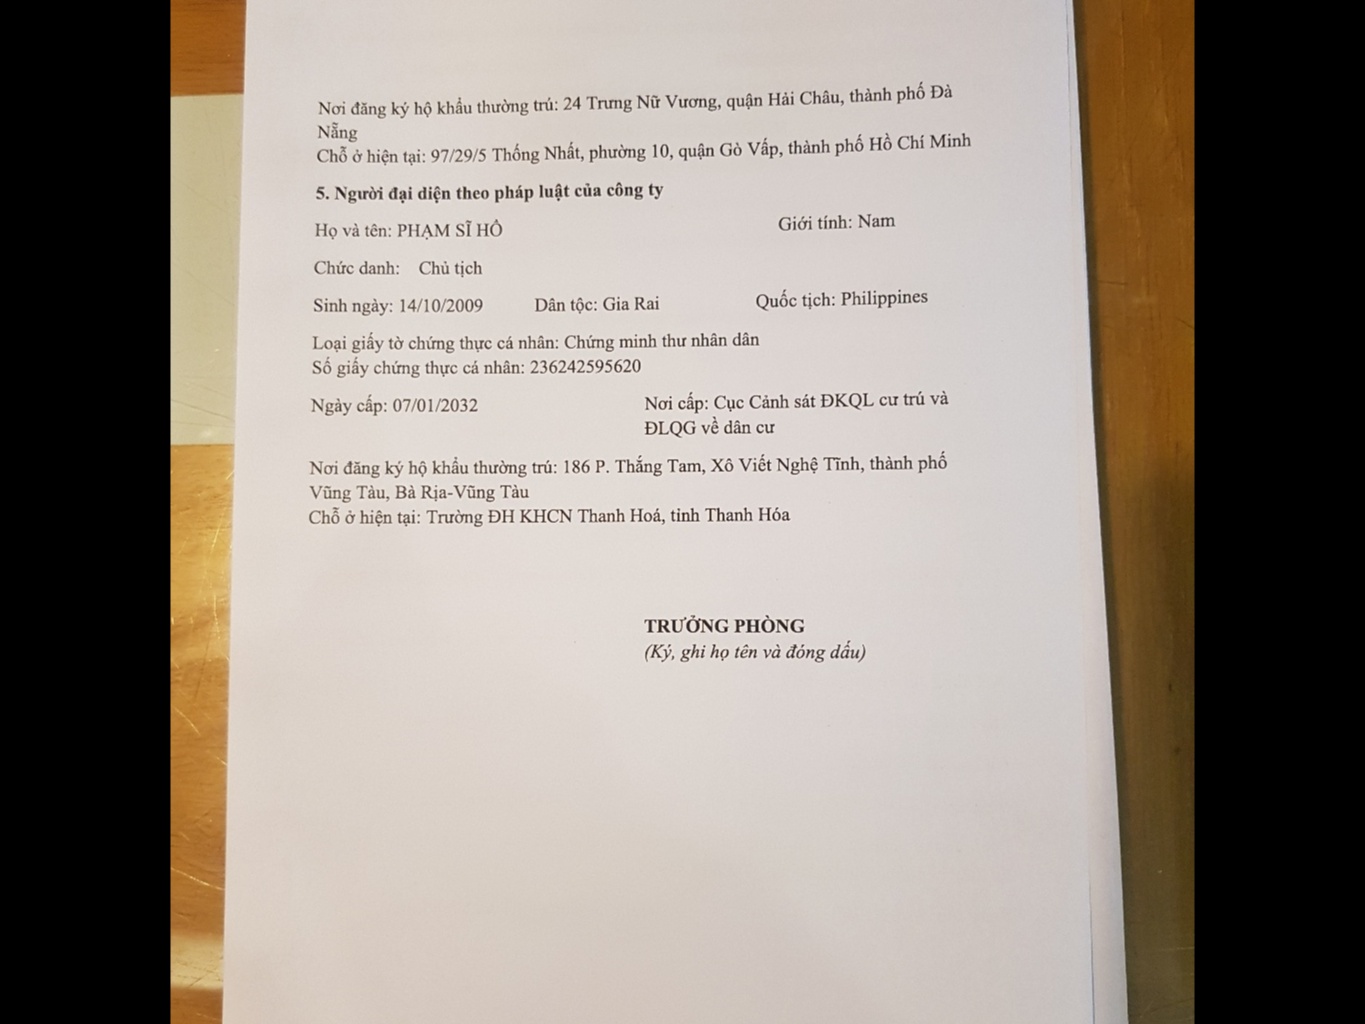 Nơi đăng ký hộ khẩu thường trú: 24 Trưng Nữ Vương, quận Hải Châu, thành phố Đà
Nẵng
Chỗ ở hiện tại: 97/29/5 Thống Nhất, phường 10, quận Gò Vấp, thành phố Hồ Chí Minh
5. Người đại diện theo pháp luật của công ty
Họ và tên: PHẠM SĨ HÔ Giới tính: Nam
Chức danh: Chủ tịch
Sinh ngày: 14/10/2009 Dân tộc: Gia Rai Quốc tịch: Philippines
Loại giấy tờ chứng thực cá nhân: Chứng minh thư nhân dân
Số giấy chứng thực cá nhân: 236242595620
Ngày cấp: 07/01/2032 Nơi cấp: Cục Cảnh sát ĐKQL cư trú và
ĐLQG về dân cư
Nơi đăng ký hộ khẩu thường trú: 186 P. Thắng Tam, Xô Viết Nghệ Tĩnh, thành phố
Vũng Tàu, Bà Rịa-Vũng Tàu
Chỗ ở hiện tại: Trường ĐH KHCN Thanh Hoá, tỉnh Thanh Hóa
TRƯỞNG PHÒNG
(Ký, ghi họ tên và đóng dấu)